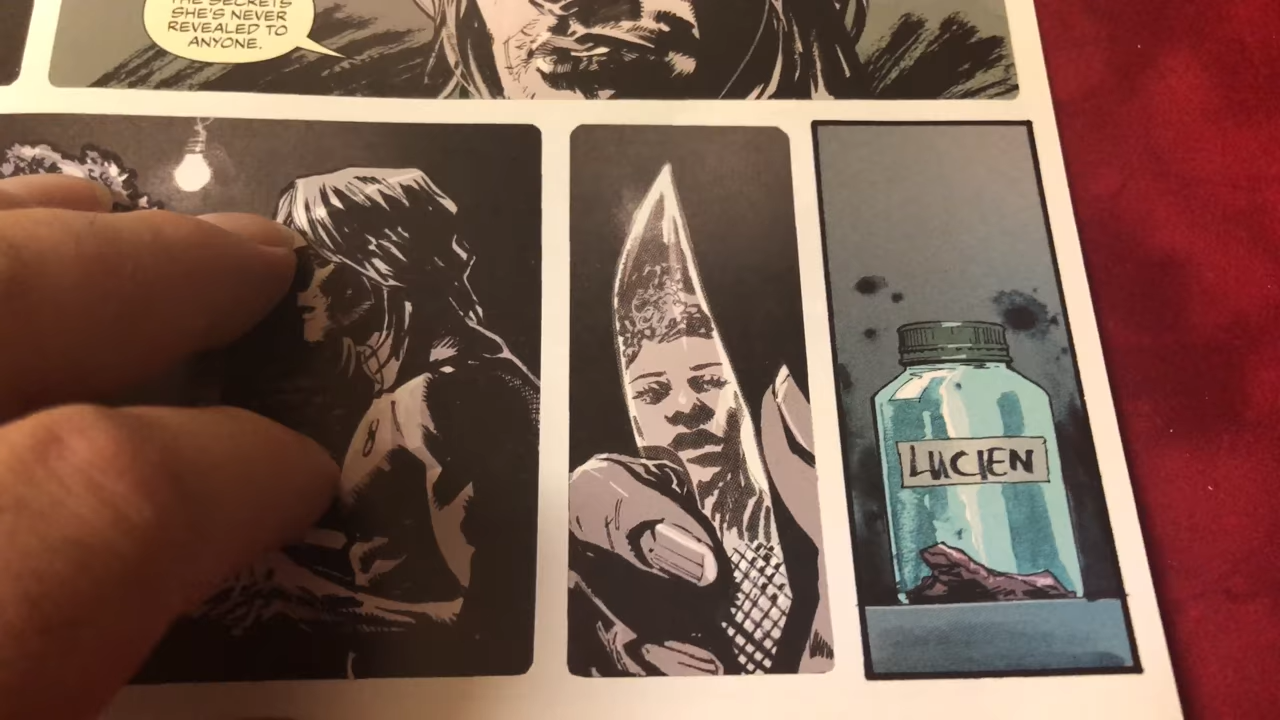 THE SECRETS
SHE'S NEVER
REVEALED TO
ANYONE.
LUCIEN